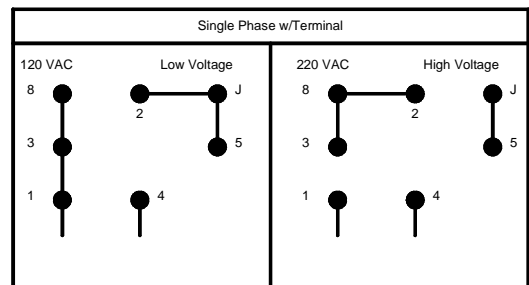 Single Phase w/Terminal
120 VAC Low Voltage
8 J
2
3 5
1 4
220 VAC High Voltage
8 J
2
3 5
1 4